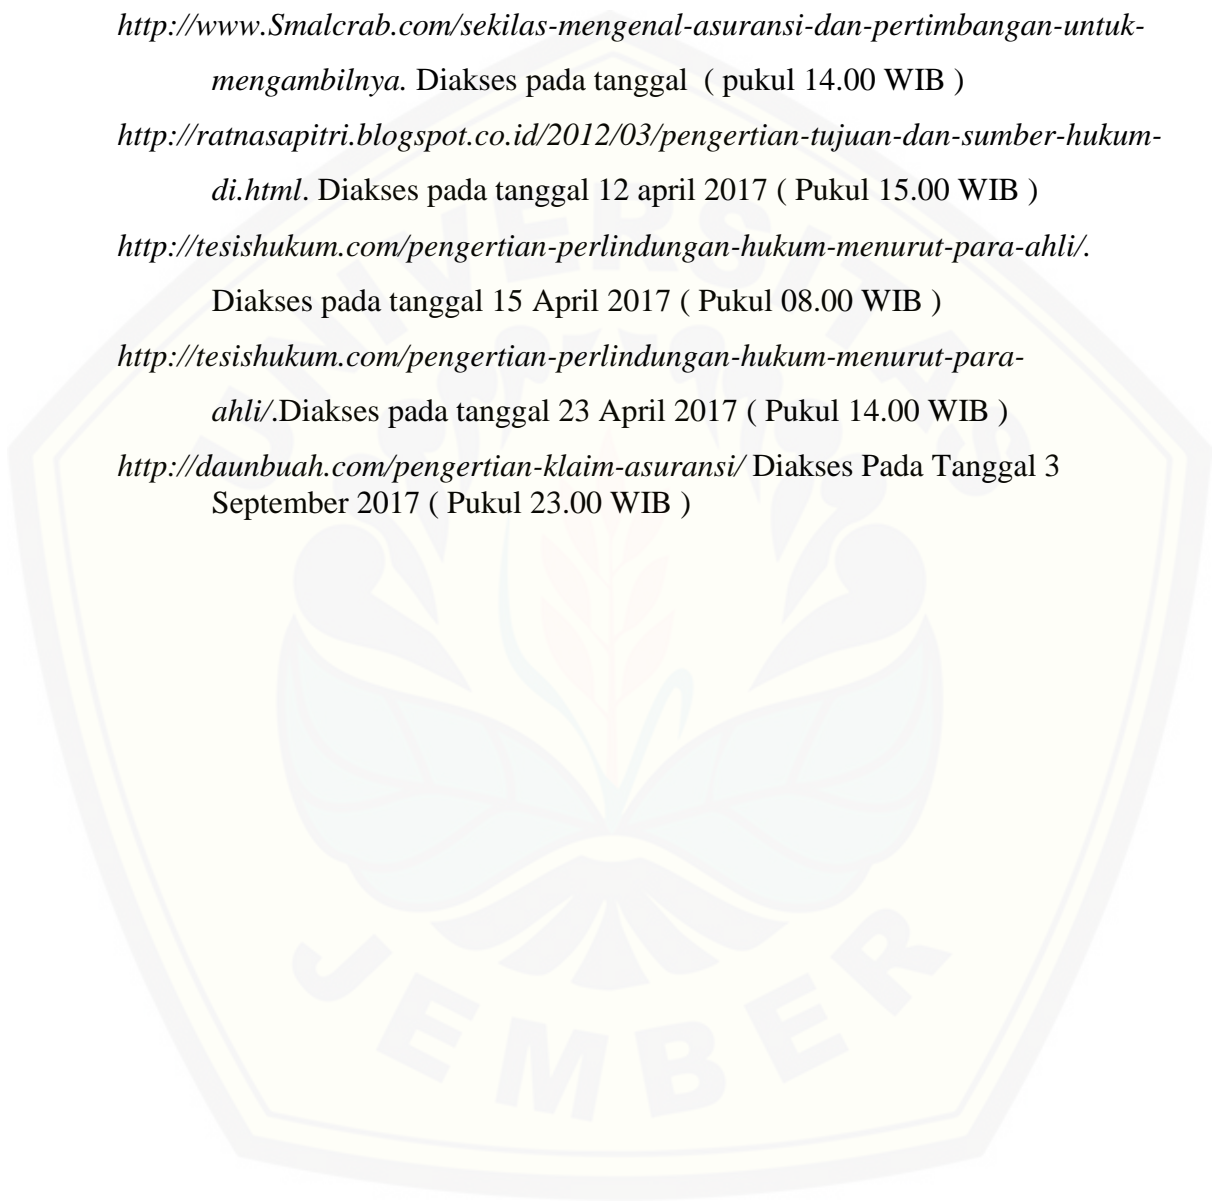 http://www.Smalcrab.com/sekilas-mengenal-asuransi-dan-pertimbangan-untuk-
mengambilnya. Diakses pada tanggal  ( pukul 14.00 WIB )
http://ratnasapitri.blogspot.co.id/2012/03/pengertian-tujuan-dan-sumber-hukum-
di.html. Diakses pada tanggal 12 april 2017 ( Pukul 15.00 WIB )
http://tesishukum.com/pengertian-perlindungan-hukum-menurut-para-ahli/.
Diakses pada tanggal 15 April 2017 ( Pukul 08.00 WIB )
http://tesishukum.com/pengertian-perlindungan-hukum-menurut-para-
ahli/.Diakses pada tanggal 23 April 2017 ( Pukul 14.00 WIB )
http://daunbuah.com/pengertian-klaim-asuransi/ Diakses Pada Tanggal 3
September 2017 ( Pukul 23.00 WIB )
UNIVERSITAS
JEMBER